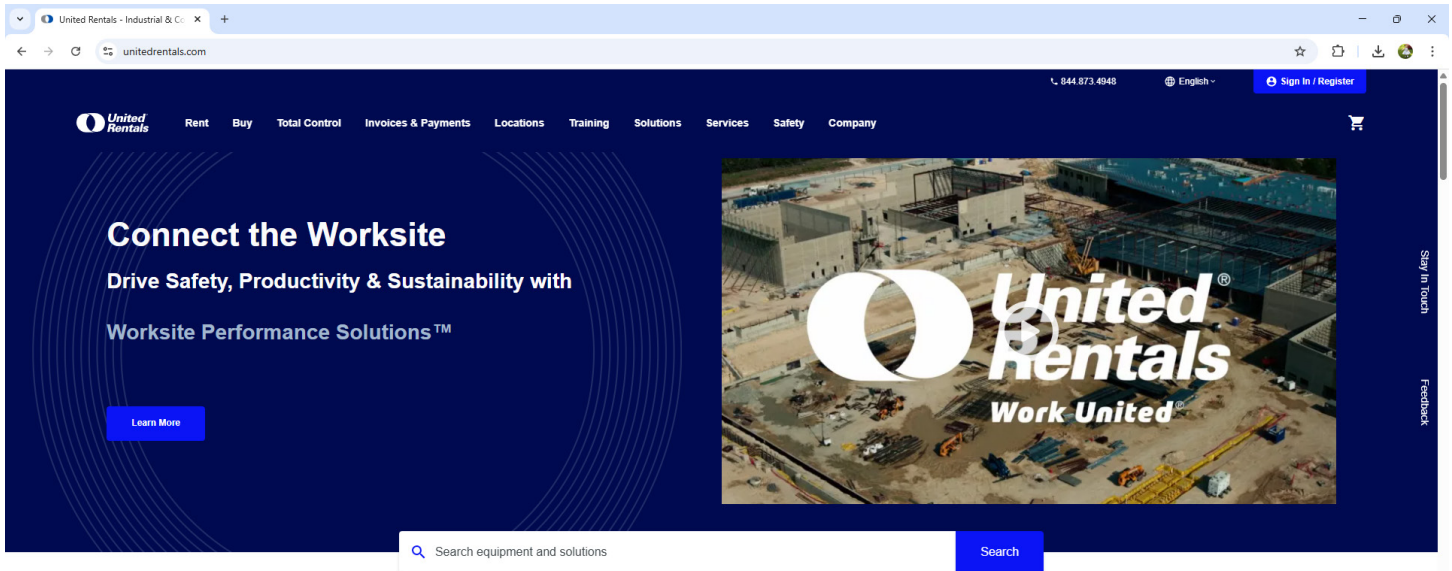 United Rentals - Industrial & Co
unitedrentals.com
844.873.4948 English Sign In / Register
United Rentals
Rent Buy Total Control Invoices & Payments Locations Training Solutions Services Safety Company
Connect the Worksite
Drive Safety, Productivity & Sustainability with
Worksite Performance Solutions™
Learn More
United®
Rentals
Work United®
Stay In Touch
Feedback
Search equipment and solutions Search